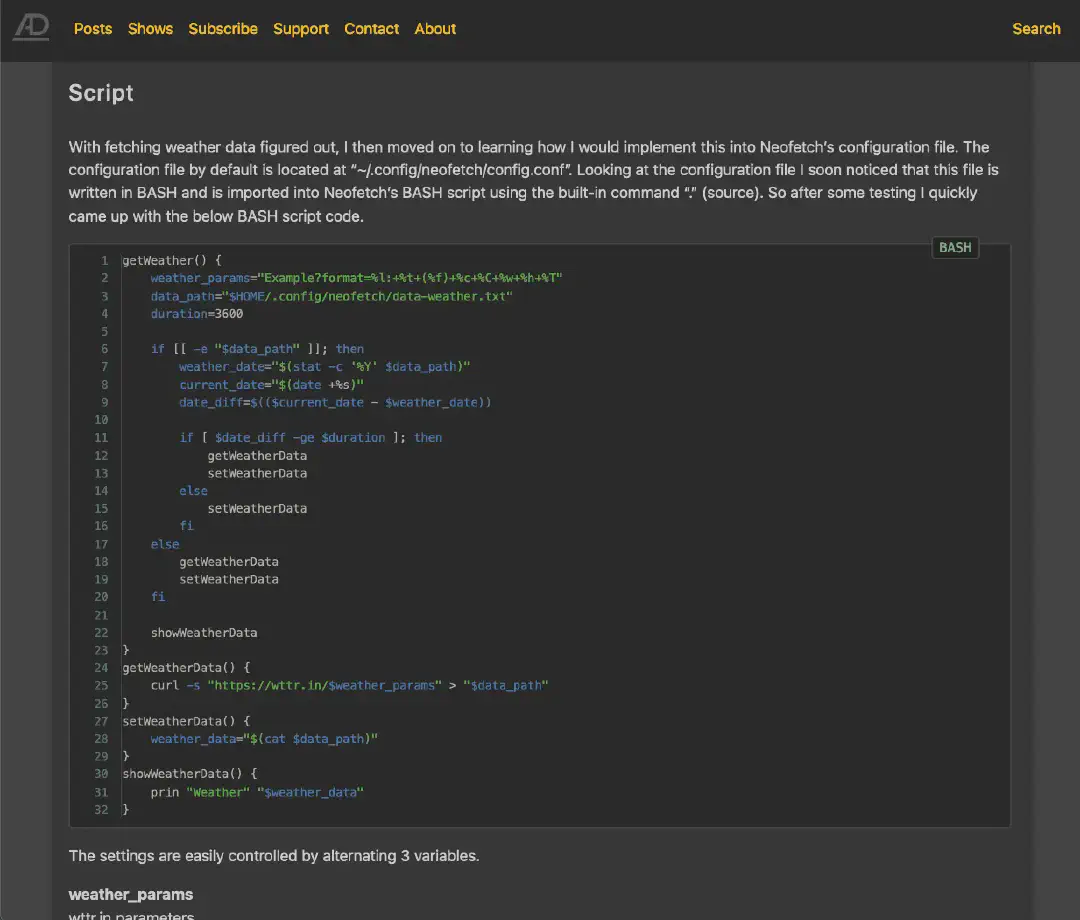 AD
Posts Shows Subscribe Support Contact About Search
Script
With fetching weather data figured out, I then moved on to learning how I would implement this into Neofetch's configuration file. The
configuration file by default is located at “~/.config/neofetch/config.conf”. Looking at the configuration file I soon noticed that this file is
written in BASH and is imported into Neofetch's BASH script using the built-in command “.” (source). So after some testing I quickly
came up with the below BASH script code.
BASH
1 getWeather() {
2     weather_params="Example?format=%l:+%t+(%f)+%c+%C+%w+%h+%T"
3     data_path="$HOME/.config/neofetch/data-weather.txt"
4     duration=3600
5
6     if [[ -e "$data_path" ]]; then
7         weather_date="$(stat -c '%Y' $data_path)"
8         current_date="$(date +%s)"
9         date_diff=$(($current_date - $weather_date))
10
11         if [ $date_diff -ge $duration ]; then
12             getWeatherData
13             setWeatherData
14         else
15             setWeatherData
16         fi
17     else
18         getWeatherData
19         setWeatherData
20     fi
21
22     showWeatherData
23 }
24 getWeatherData() {
25     curl -s "https://wttr.in/$weather_params" > "$data_path"
26 }
27 setWeatherData() {
28     weather_data="$(cat $data_path)"
29 }
30 showWeatherData() {
31     prin "Weather" "$weather_data"
32 }
The settings are easily controlled by alternating 3 variables.
weather_params
wttr.in parameters